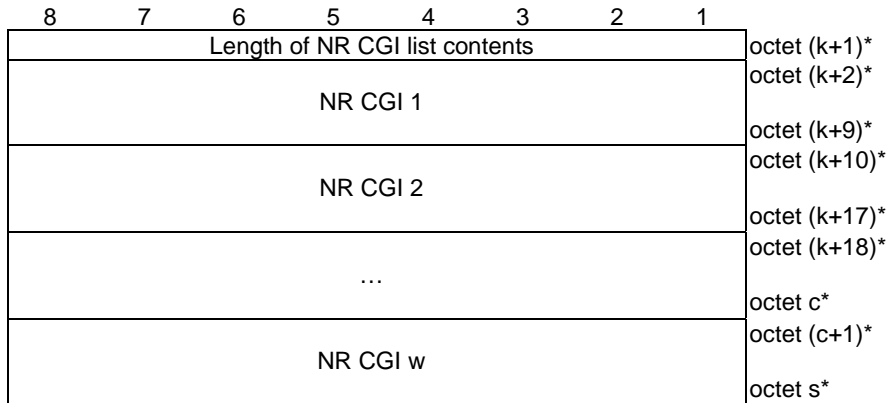 8 7 6 5 4 3 2 1
Length of NR CGI list contents octet (k+1)*
octet (k+2)*
NR CGI 1
octet (k+9)*
octet (k+10)*
NR CGI 2
octet (k+17)*
octet (k+18)*
…
octet c*
octet (c+1)*
NR CGI w
octet s*